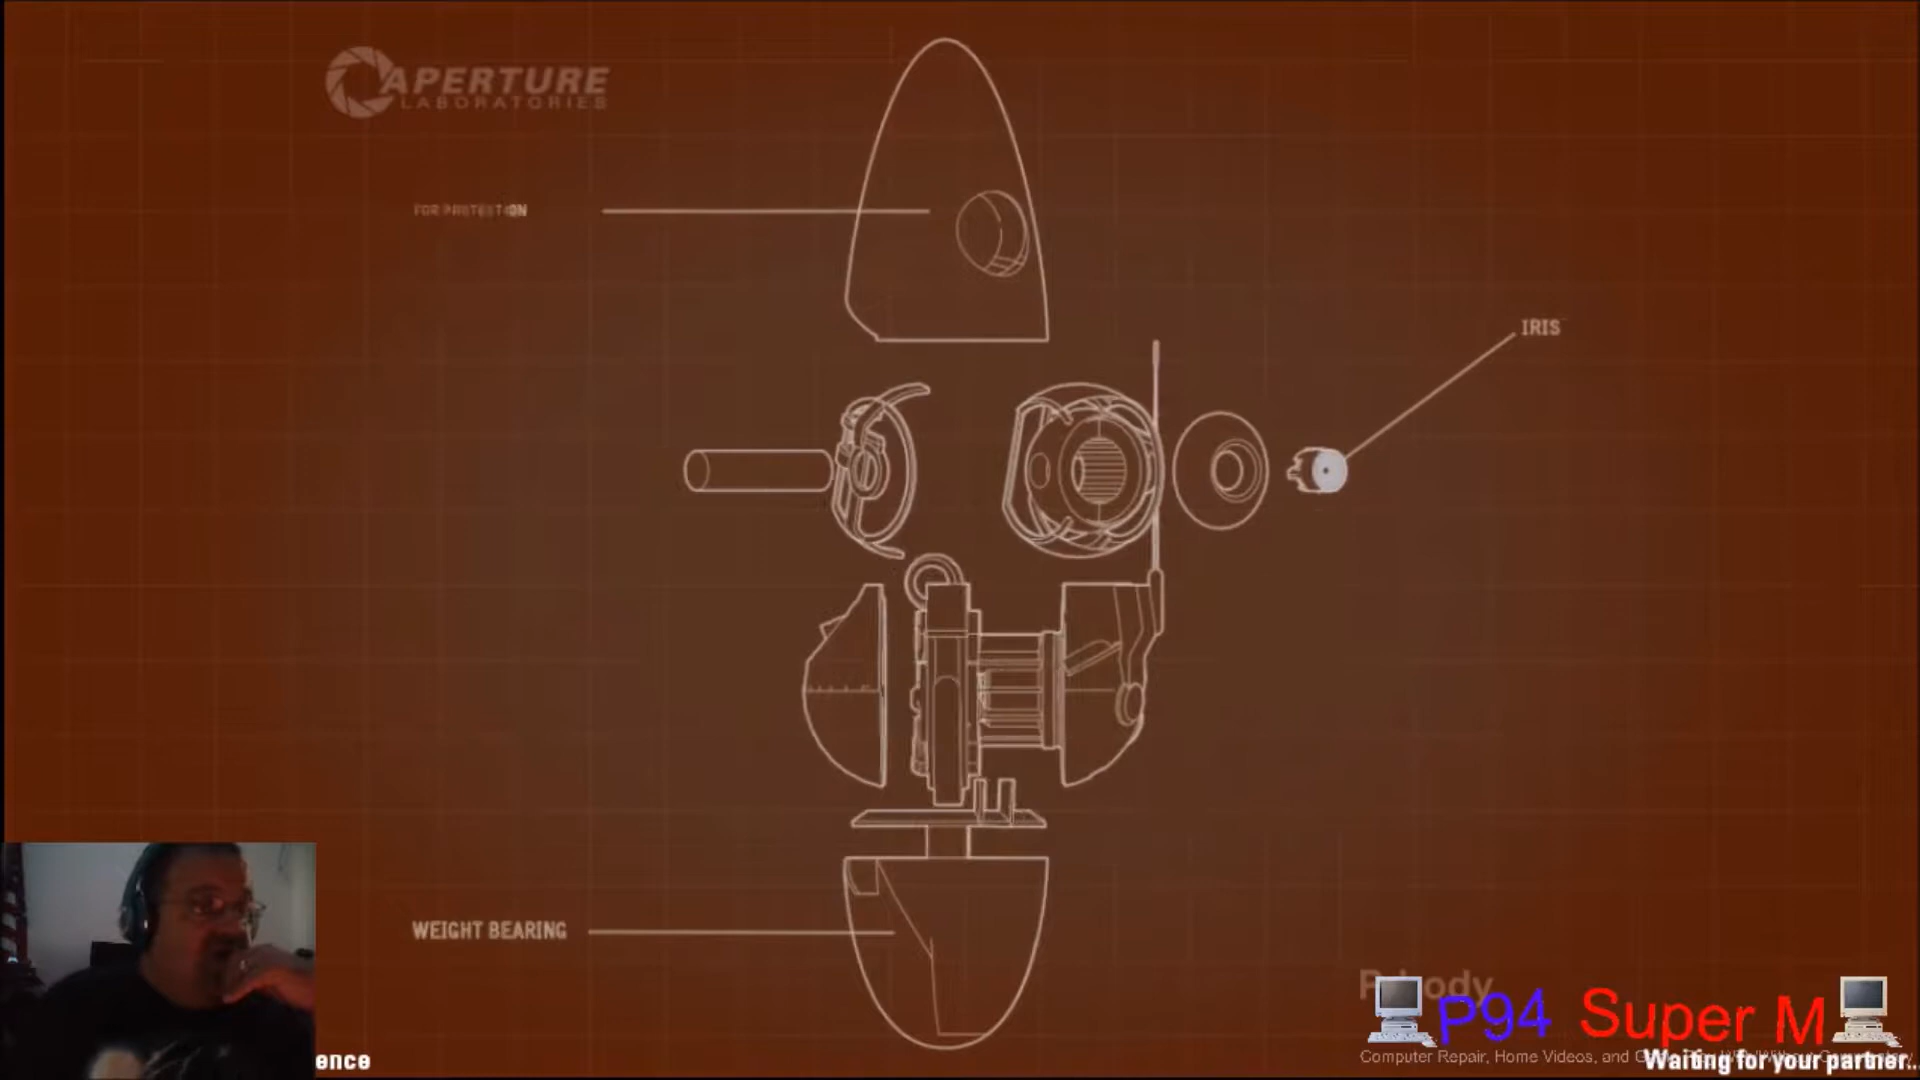 APERTURE
LABORATORIES
FOR PROTECTION
IRIS
WEIGHT BEARING
P-body
P94 Super M
Computer Repair, Home Videos, and
ence
Waiting for your partner..